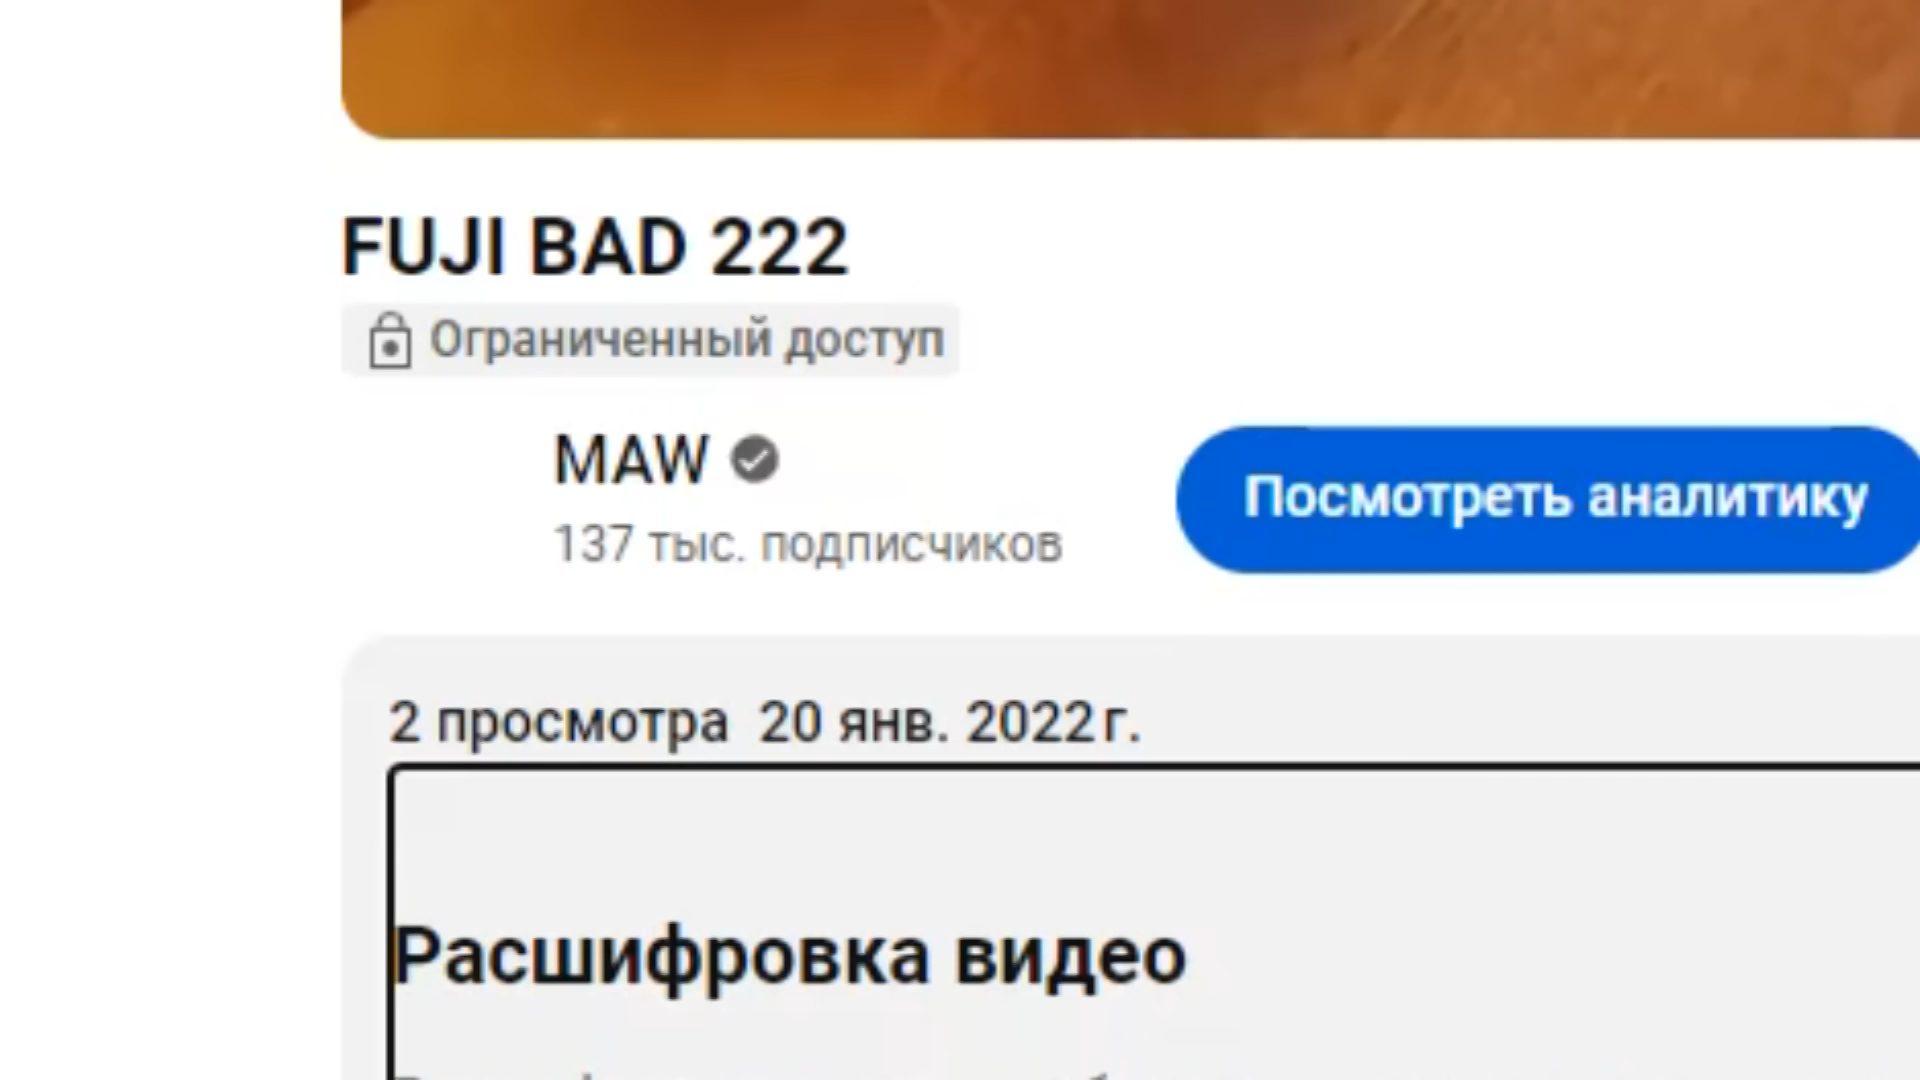 FUJI BAD 222
Ограниченный доступ
MAW
137 тыс. подписчиков
Посмотреть аналитику
2 просмотра 20 янв. 2022 г.
Расшифровка видео